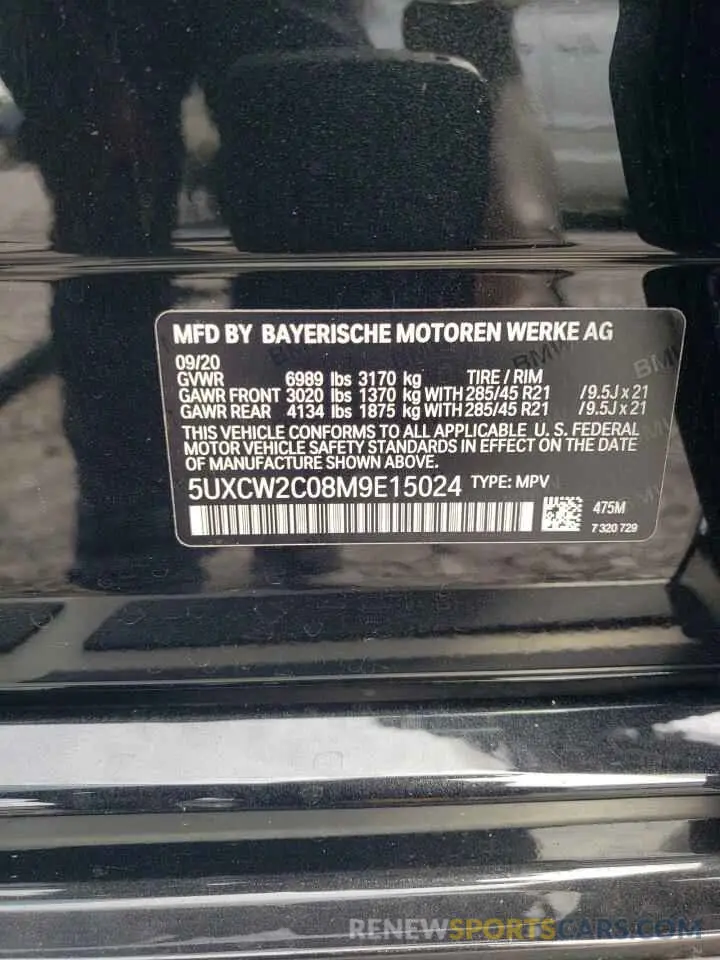 MFD BY BAYERISCHE MOTOREN WERKE AG
09/20
GVWR 6989 lbs 3170 kg TIRE / RIM
GAWR FRONT 3020 lbs 1370 kg WITH 285/45 R21 /9.5J x 21
GAWR REAR 4134 lbs 1875 kg WITH 285/45 R21 /9.5J x 21
THIS VEHICLE CONFORMS TO ALL APPLICABLE U. S. FEDERAL
MOTOR VEHICLE SAFETY STANDARDS IN EFFECT ON THE DATE
OF MANUFACTURE SHOWN ABOVE.
5UXCW2C08M9E15024 TYPE: MPV
475M
7 320 729
RENEWSPORTSCARS.COM